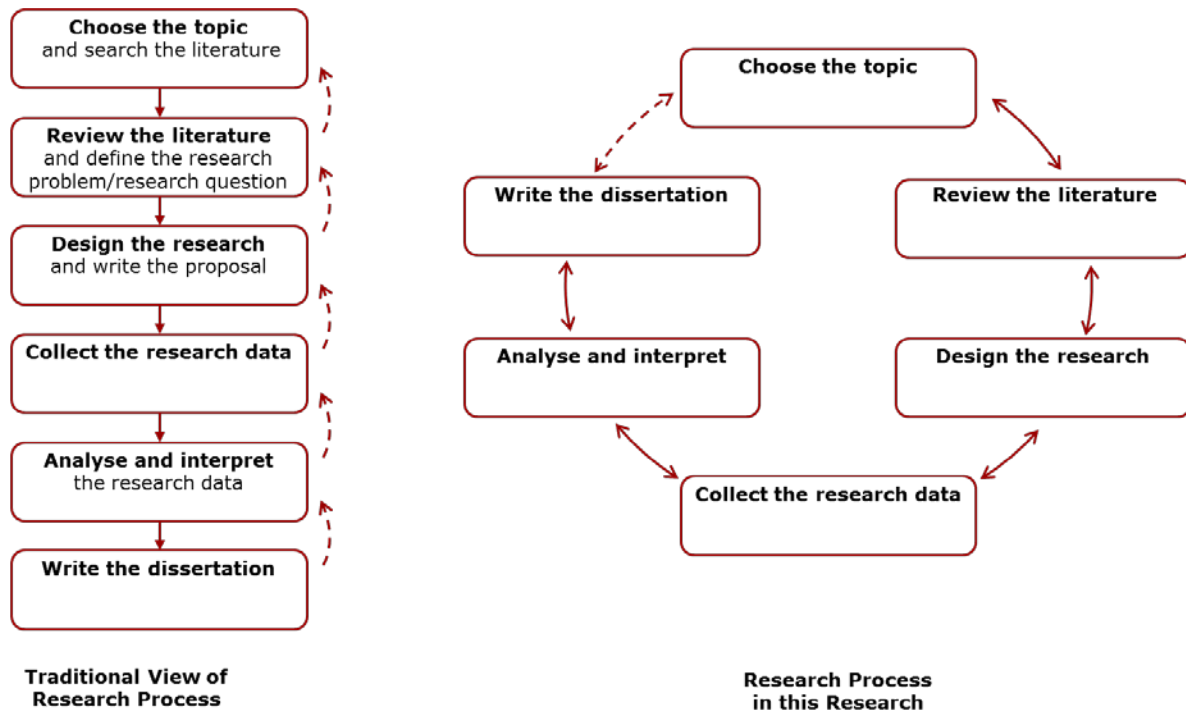 Choose the topic
and search the literature
Review the literature
and define the research
problem/research question
Design the research
and write the proposal
Collect the research data
Analyse and interpret
the research data
Write the dissertation
Traditional View of
Research Process
Choose the topic
Write the dissertation
Review the literature
Analyse and interpret
Design the research
Collect the research data
Research Process
in this Research